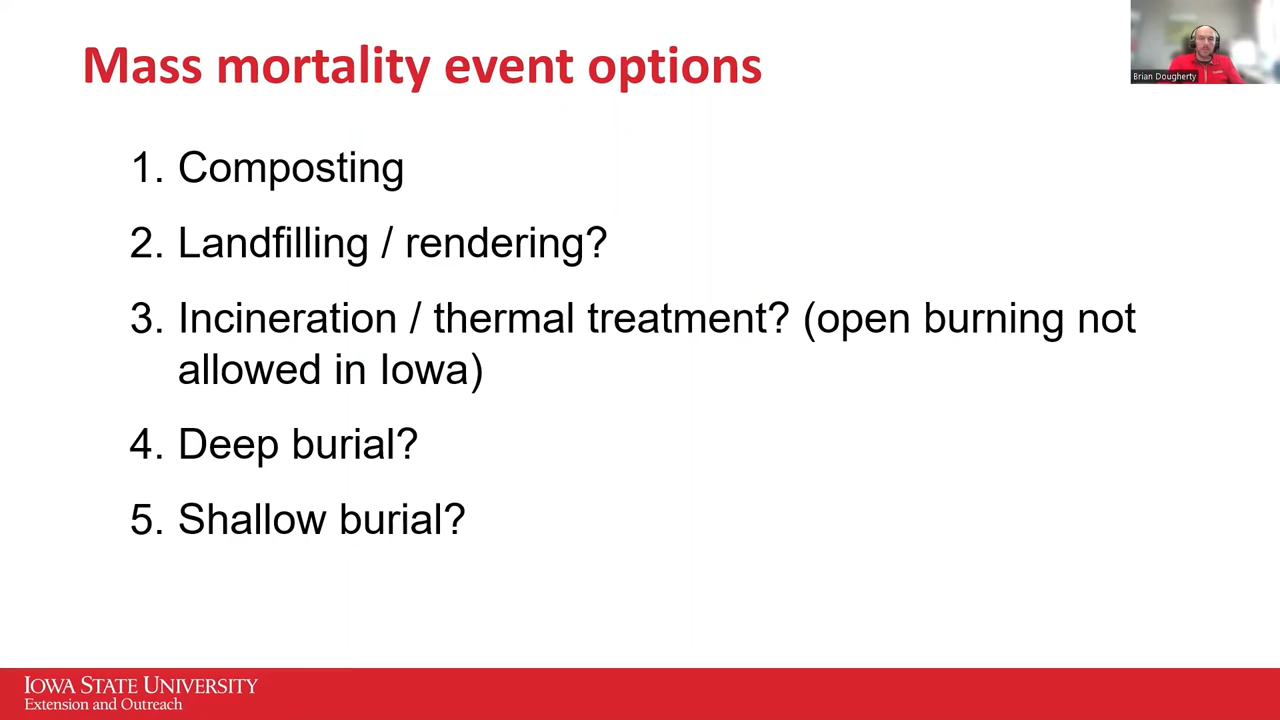 Mass mortality event options
Brian Dougherty
1. Composting
2. Landfilling / rendering?
3. Incineration / thermal treatment? (open burning not
allowed in Iowa)
4. Deep burial?
5. Shallow burial?
IOWA STATE UNIVERSITY
Extension and Outreach